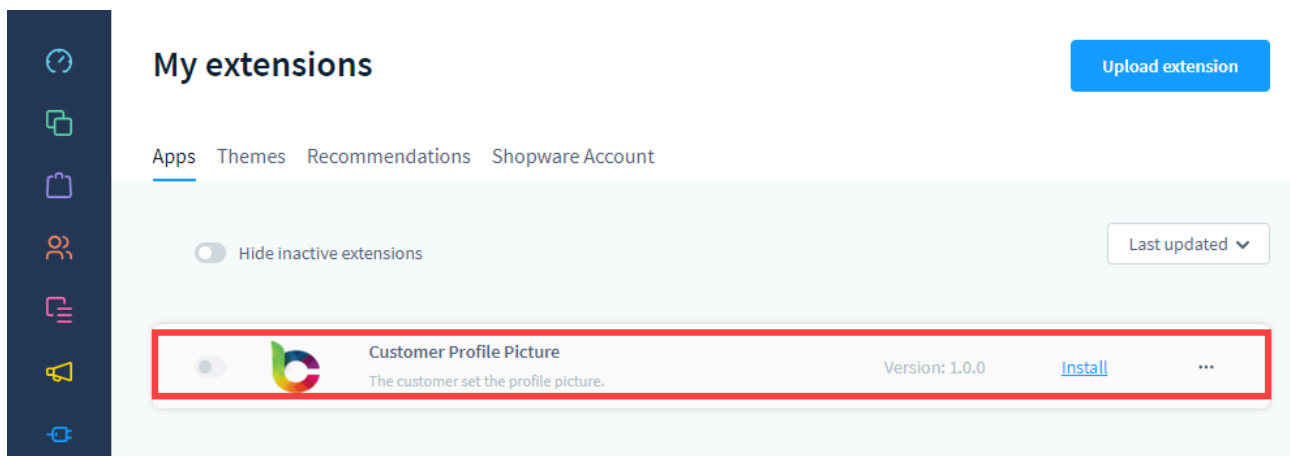 My extensions
Upload extension
Apps Themes Recommendations Shopware Account
Hide inactive extensions
Last updated
Customer Profile Picture
The customer set the profile picture.
Version: 1.0.0
Install